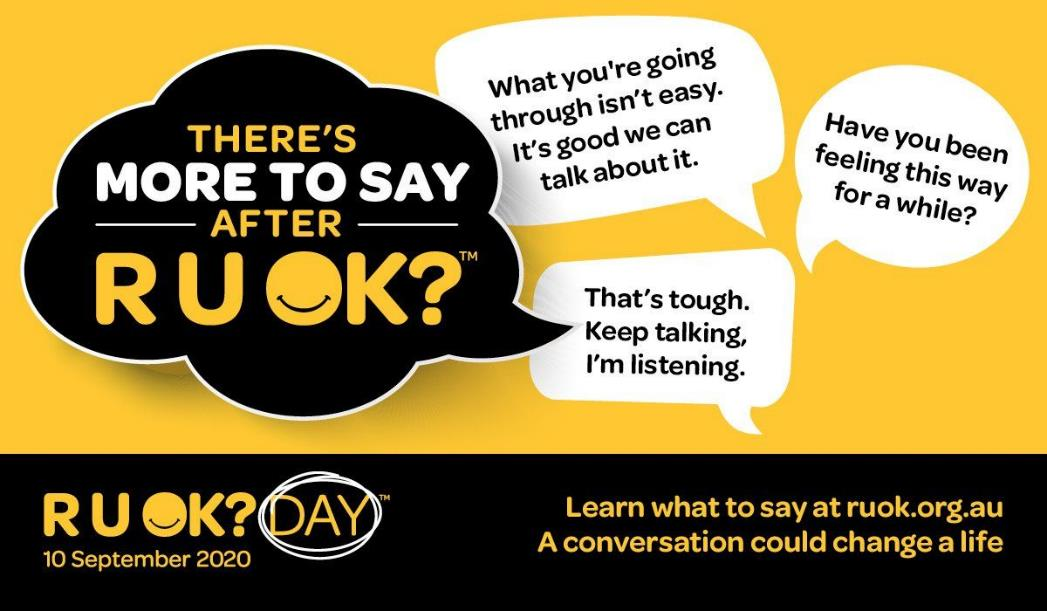 THERE'S
MORE TO SAY
AFTER
R U OK?™
What you're going
through isn't easy.
It's good we can
talk about it.
Have you been
feeling this way
for a while?
That's tough.
Keep talking,
I'm listening.
R U OK? DAY™
10 September 2020
Learn what to say at ruok.org.au
A conversation could change a life